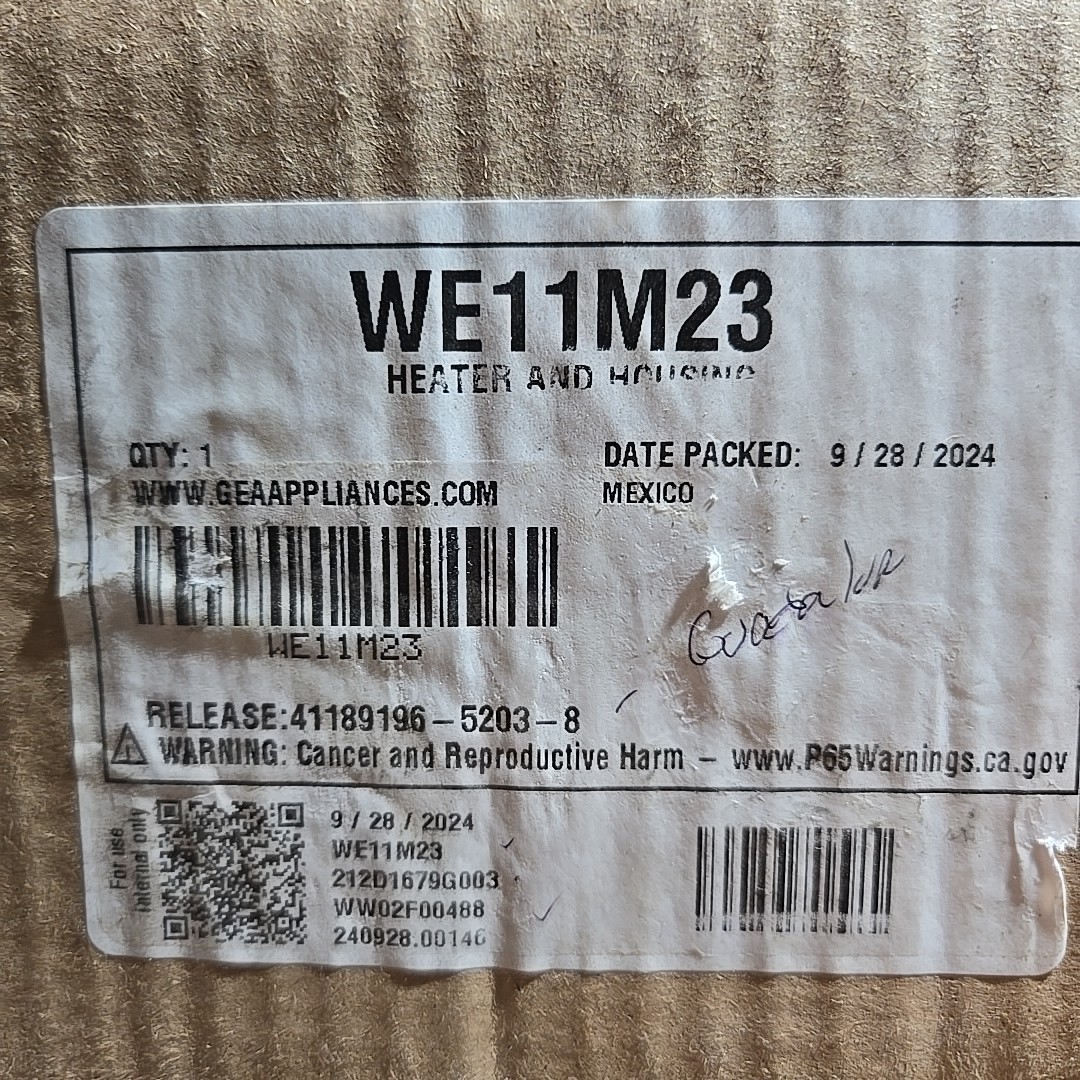 WE11M23
HEATER AND HOUSING
QTY: 1
DATE PACKED: 9 / 28 / 2024
WWW.GEAAPPLIANCES.COM
MEXICO
WE11M23
RELEASE:41189196-5203-8
WARNING: Cancer and Reproductive Harm - www.P65Warnings.ca.gov
For use
internal only
9 / 28 / 2024
WE11M23
212D1679G003
WW02F00488
240928.00146